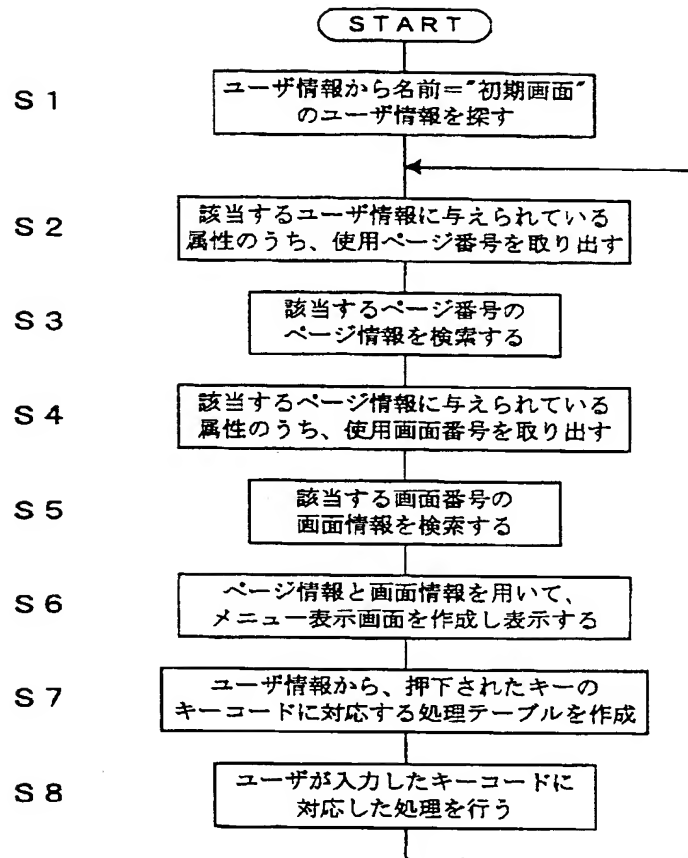 START
S1
ユーザ情報から名前=“初期画面”
のユーザ情報を探す
S2
該当するユーザ情報に与えられている
属性のうち、使用ページ番号を取り出す
S3
該当するページ番号の
ページ情報を検索する
S4
該当するページ情報に与えられている
属性のうち、使用画面番号を取り出す
S5
該当する画面番号の
画面情報を検索する
S6
ページ情報と画面情報を用いて、
メニュー表示画面を作成し表示する
S7
ユーザ情報から、押下されたキーの
キーコードに対応する処理テーブルを作成
S8
ユーザが入力したキーコードに
対応した処理を行う